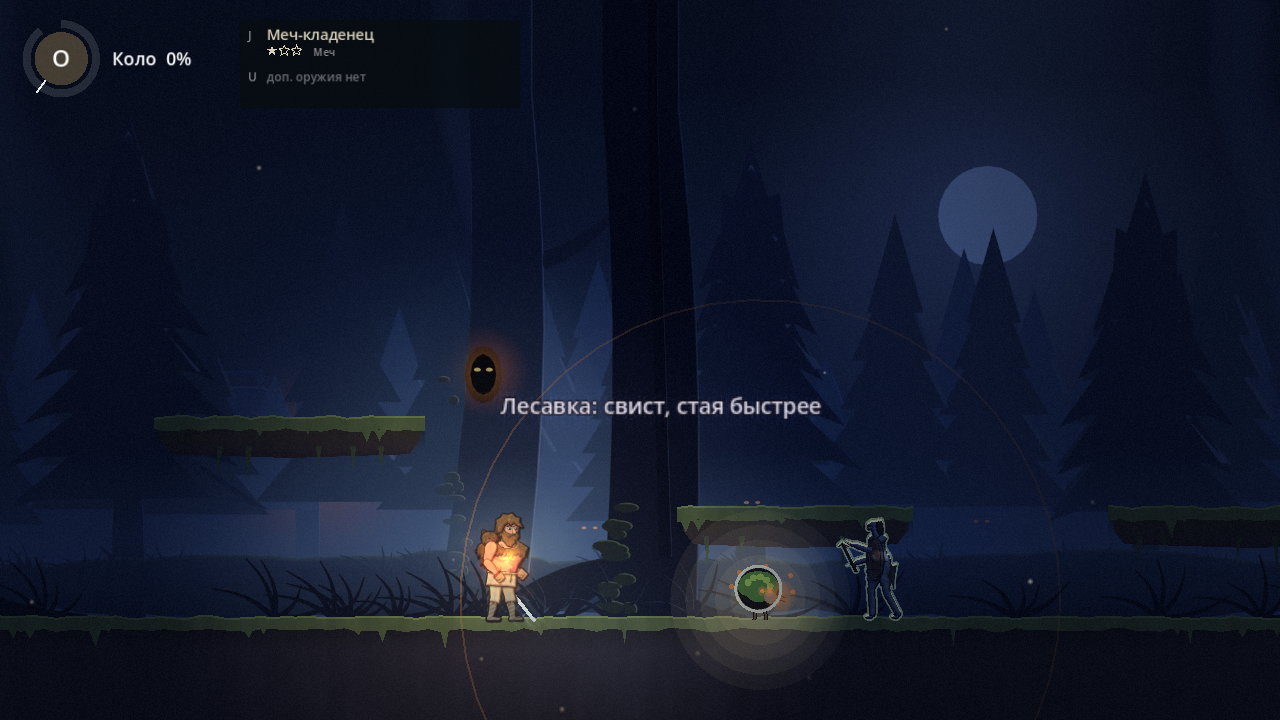 О
Коло 0%
J Меч-кладенец
★☆☆ Меч
U доп. оружия нет
Лесавка: свист, стая быстрее